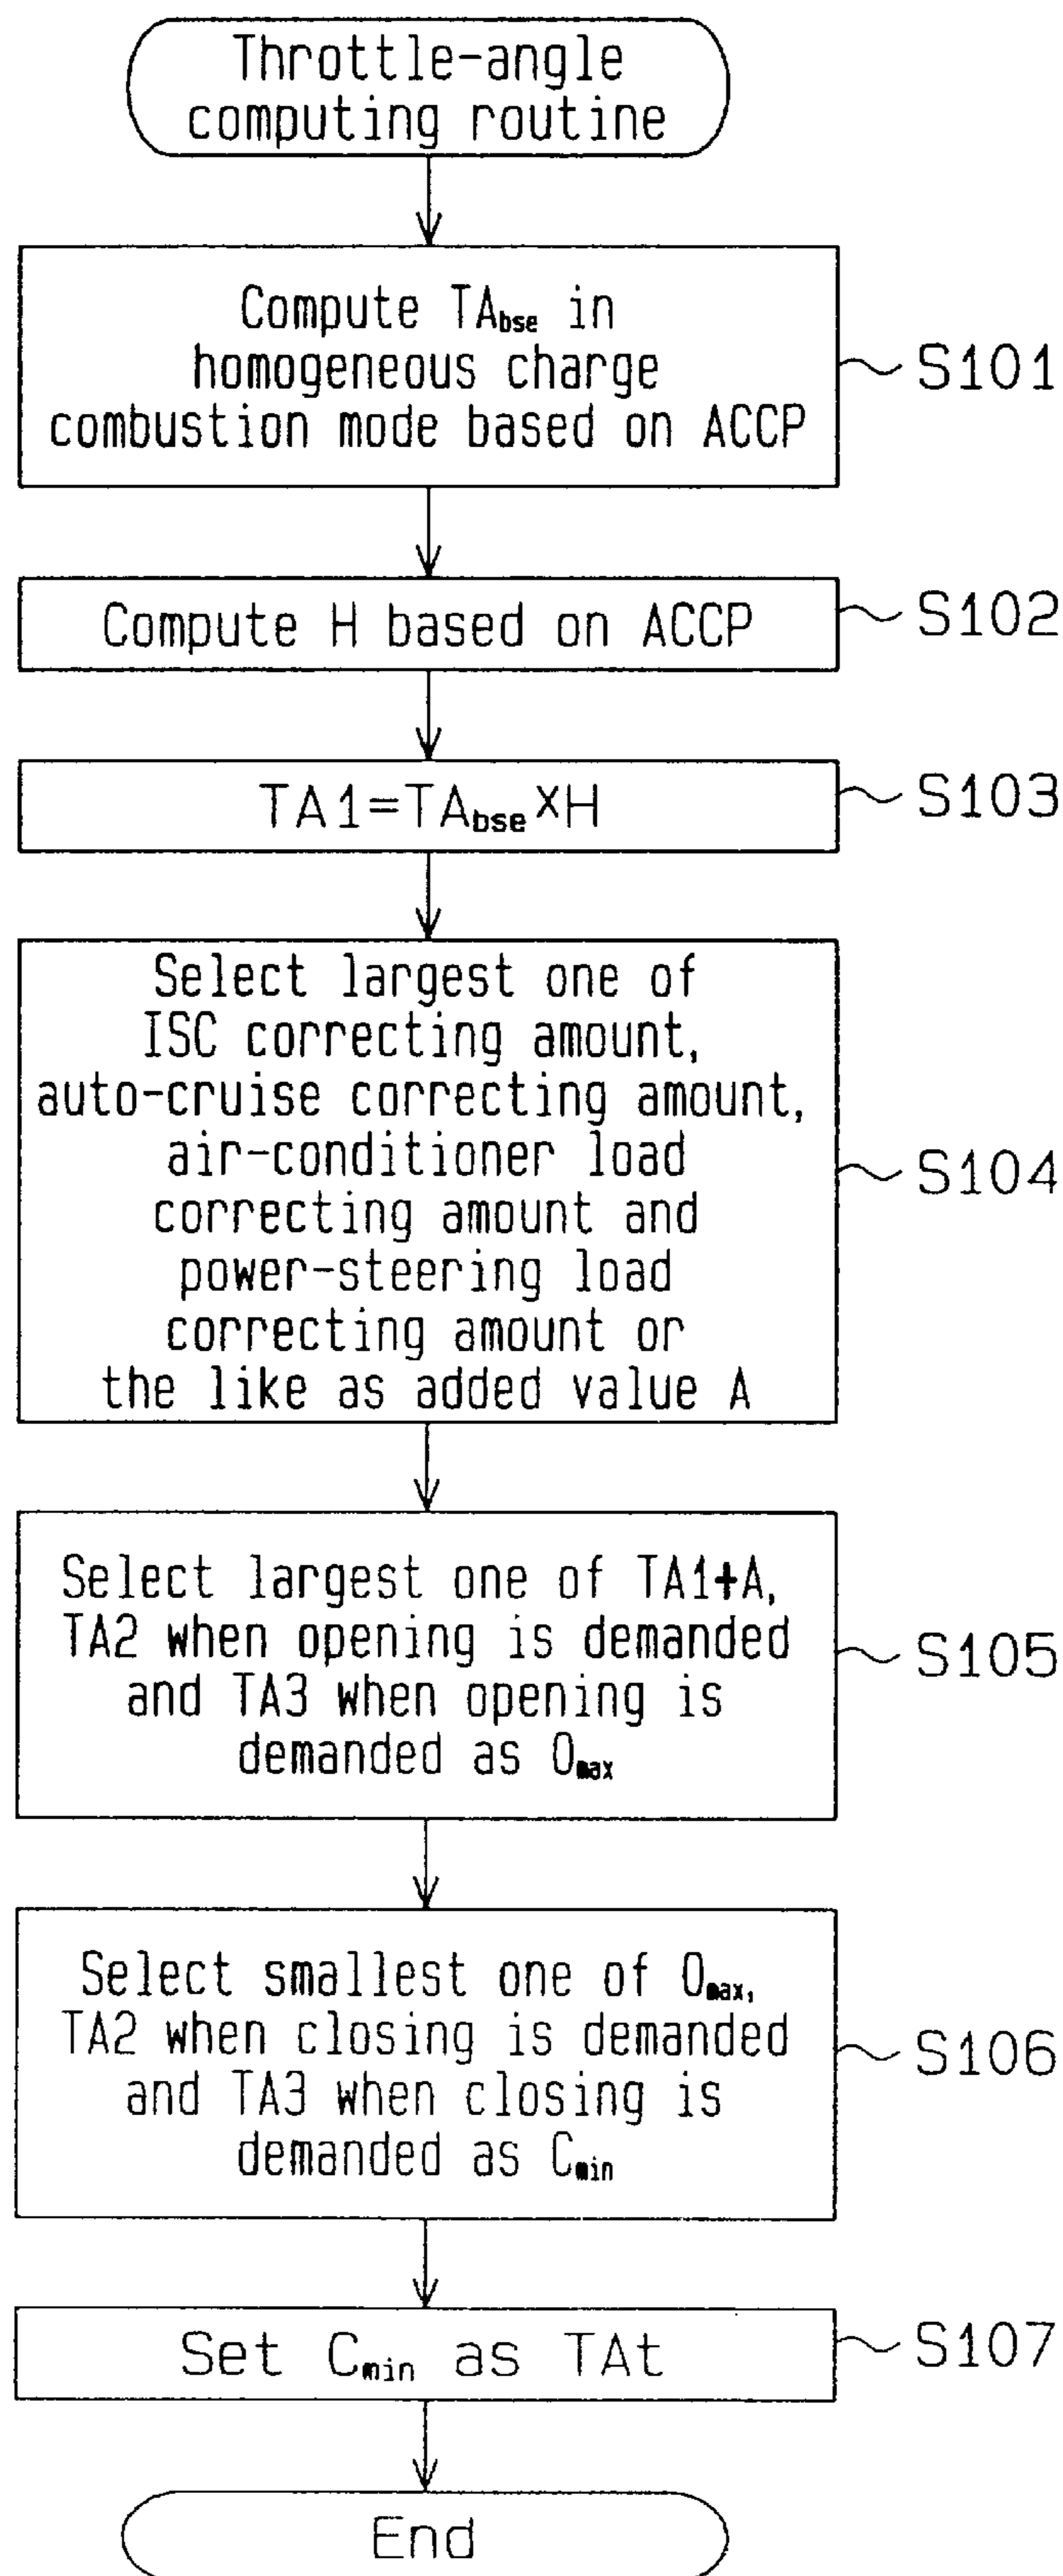 Throttle-angle
computing routine
Compute TAbse in
homogeneous charge
combustion mode based on ACCP
S101
Compute H based on ACCP
S102
TA1=TAbse×H
S103
Select largest one of
ISC correcting amount,
auto-cruise correcting amount,
air-conditioner load
correcting amount and
power-steering load
correcting amount or
the like as added value A
S104
Select largest one of TA1+A,
TA2 when opening is demanded
and TA3 when opening is
demanded as Omax
S105
Select smallest one of Omax,
TA2 when closing is demanded
and TA3 when closing is
demanded as Cmin
S106
Set Cmin as TAt
S107
End